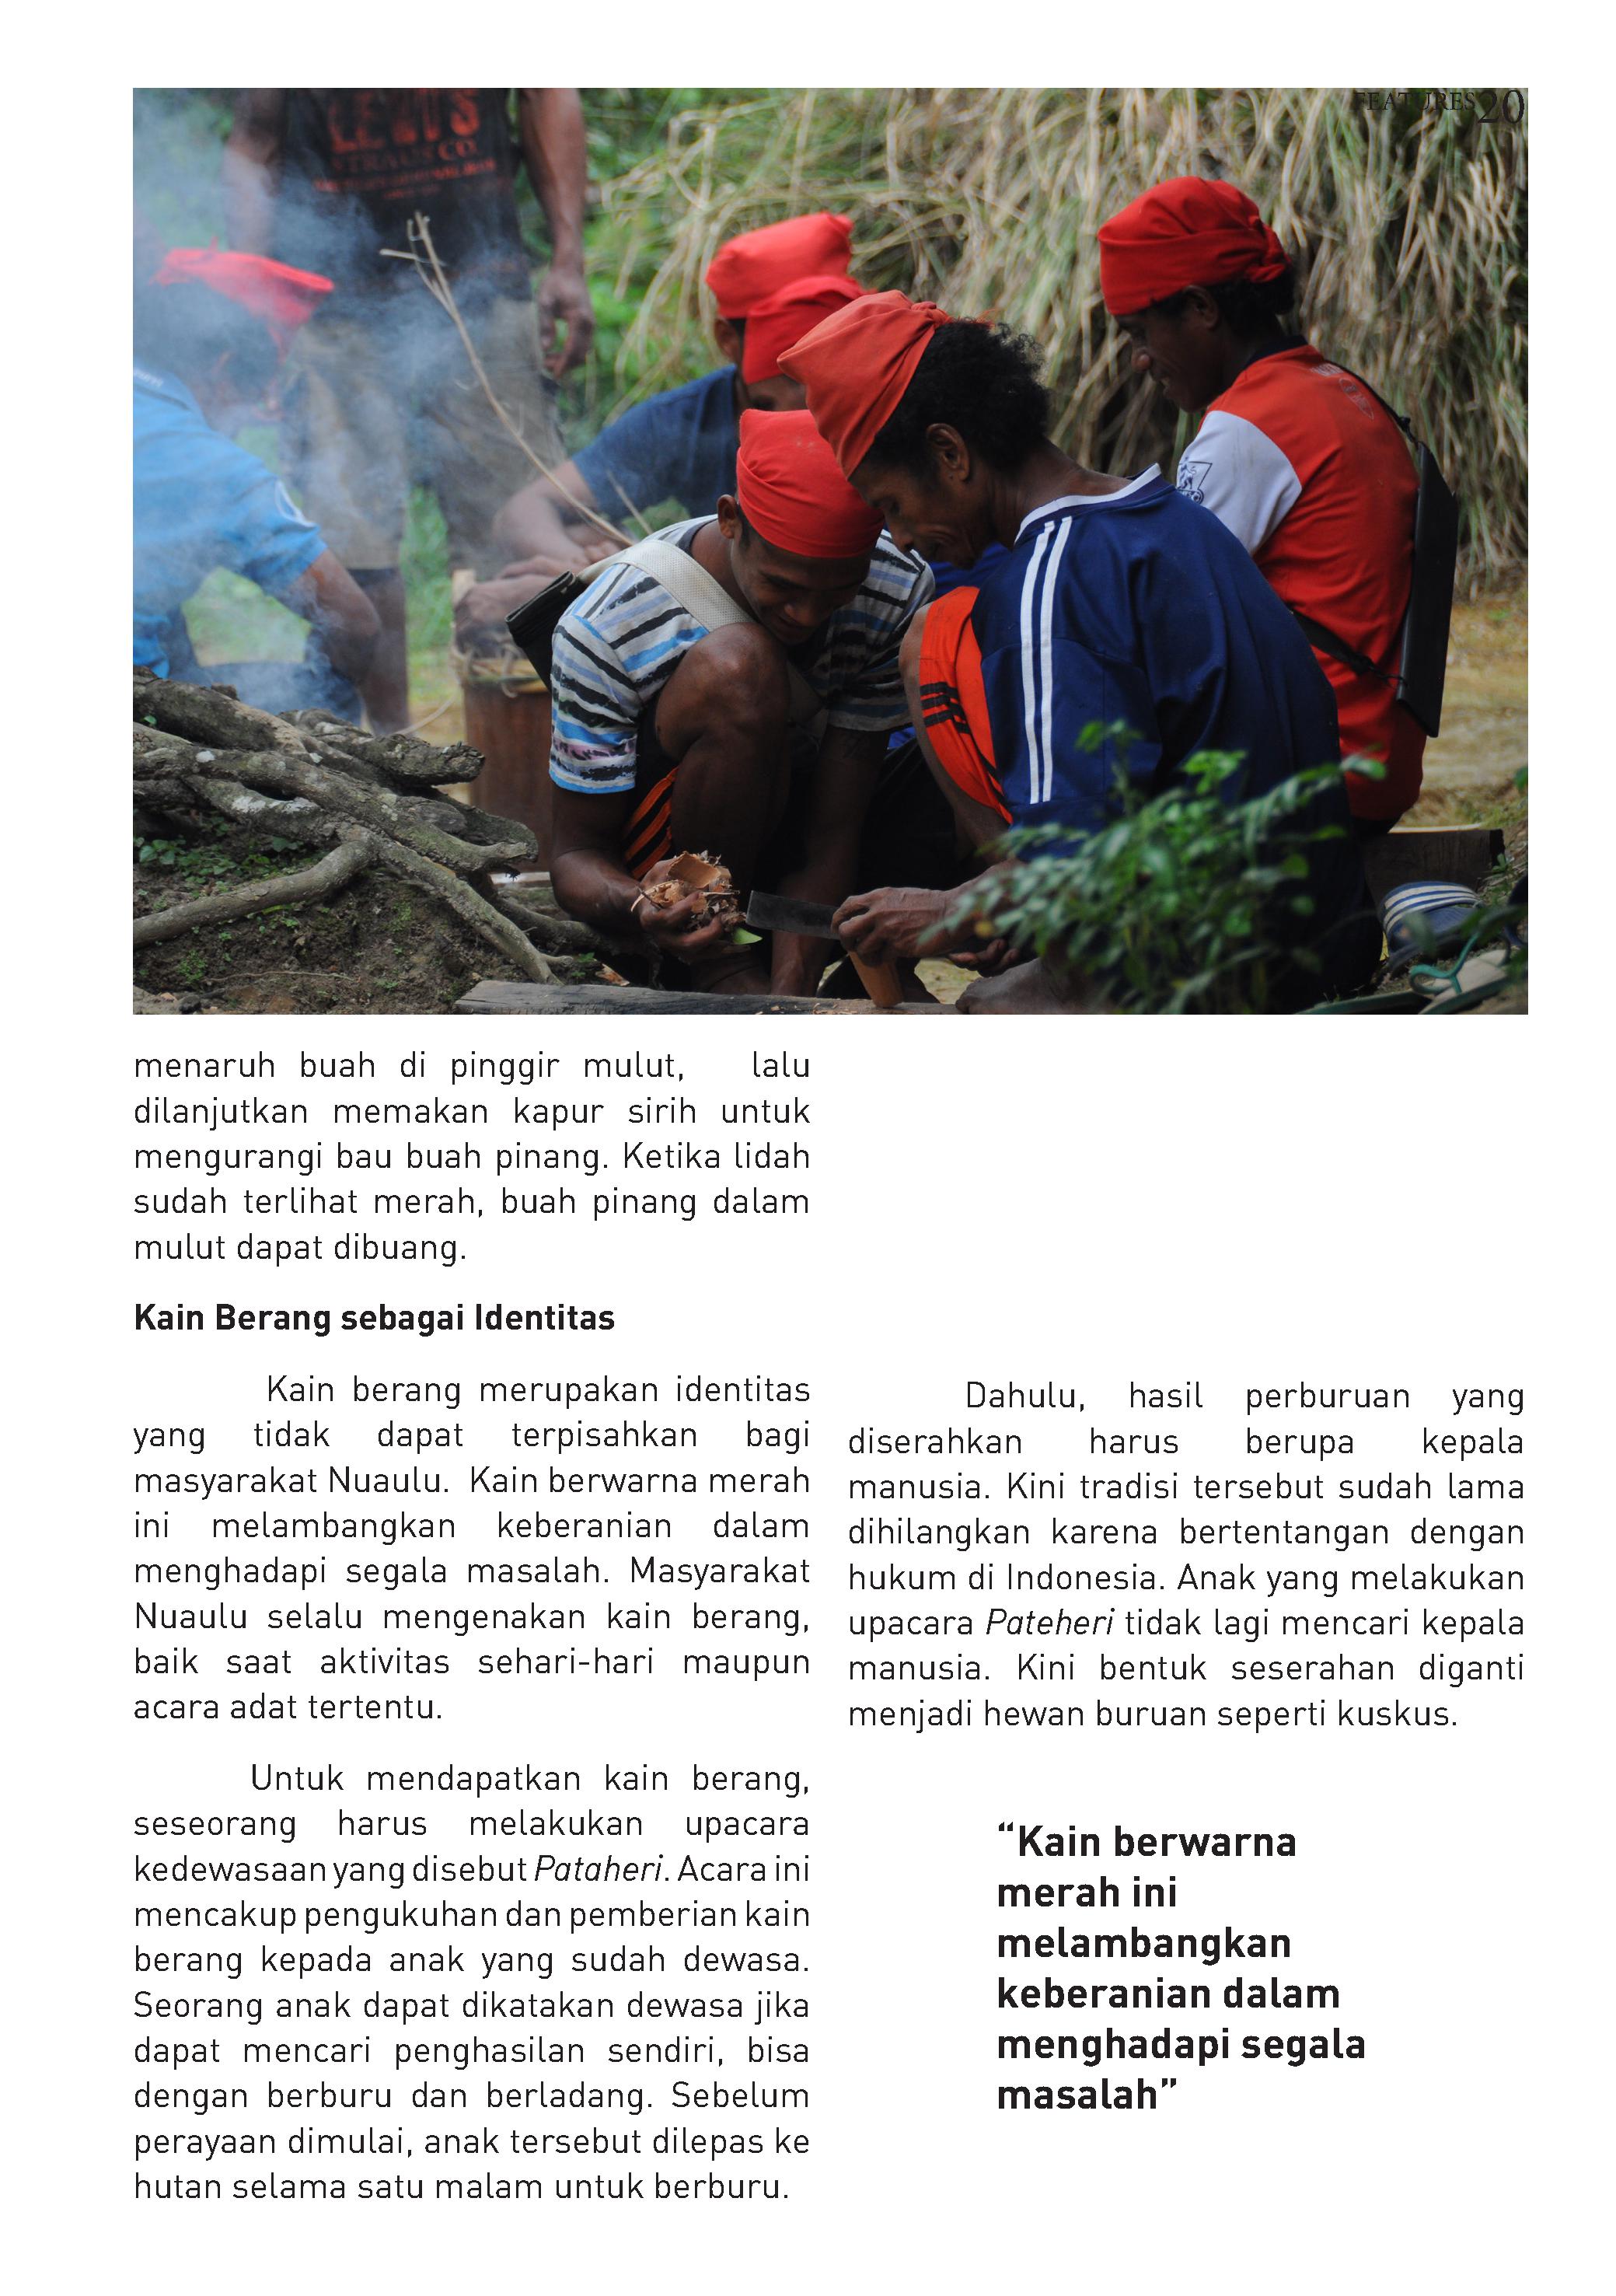 FEATURES 20
LEVI'S
STRAUSS CO.
menaruh buah di pinggir mulut, lalu
dilanjutkan memakan kapur sirih untuk
mengurangi bau buah pinang. Ketika lidah
sudah terlihat merah, buah pinang dalam
mulut dapat dibuang.
Kain Berang sebagai Identitas
Kain berang merupakan identitas
yang tidak dapat terpisahkan bagi
masyarakat Nuaulu. Kain berwarna merah
ini melambangkan keberanian dalam
menghadapi segala masalah. Masyarakat
Nuaulu selalu mengenakan kain berang,
baik saat aktivitas sehari-hari maupun
acara adat tertentu.
Untuk mendapatkan kain berang,
seseorang harus melakukan upacara
kedewasaan yang disebut Pataheri. Acara ini
mencakup pengukuhan dan pemberian kain
berang kepada anak yang sudah dewasa.
Seorang anak dapat dikatakan dewasa jika
dapat mencari penghasilan sendiri, bisa
dengan berburu dan berladang. Sebelum
perayaan dimulai, anak tersebut dilepas ke
hutan selama satu malam untuk berburu.
Dahulu, hasil perburuan yang
diserahkan harus berupa kepala
manusia. Kini tradisi tersebut sudah lama
dihilangkan karena bertentangan dengan
hukum di Indonesia. Anak yang melakukan
upacara Pateheri tidak lagi mencari kepala
manusia. Kini bentuk seserahan diganti
menjadi hewan buruan seperti kuskus.
“Kain berwarna
merah ini
melambangkan
keberanian dalam
menghadapi segala
masalah”